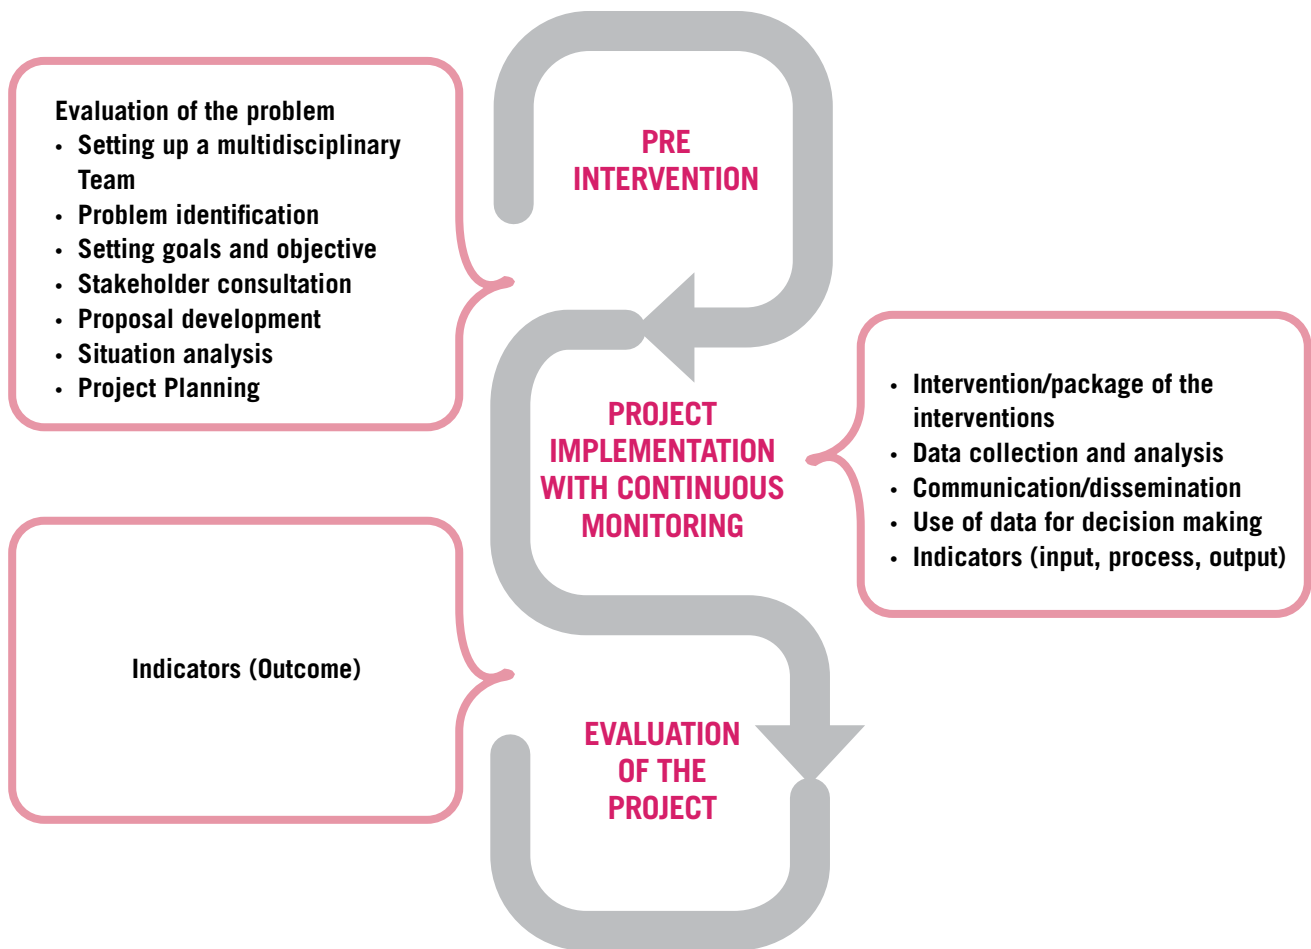 Evaluation of the problem
• Setting up a multidisciplinary
Team
• Problem identification
• Setting goals and objective
• Stakeholder consultation
• Proposal development
• Situation analysis
• Project Planning
PRE
INTERVENTION
PROJECT
IMPLEMENTATION
WITH CONTINUOUS
MONITORING
• Intervention/package of the
interventions
• Data collection and analysis
• Communication/dissemination
• Use of data for decision making
• Indicators (input, process, output)
Indicators (Outcome)
EVALUATION
OF THE
PROJECT